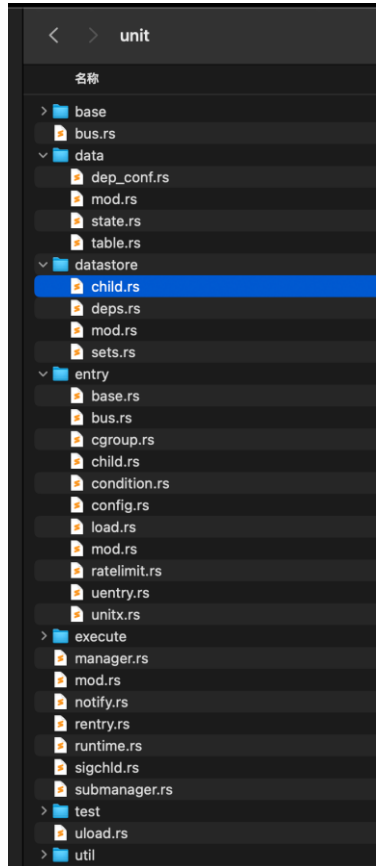 unit
名称
base
bus.rs
data
dep_conf.rs
mod.rs
state.rs
table.rs
datastore
child.rs
deps.rs
mod.rs
sets.rs
entry
base.rs
bus.rs
cgroup.rs
child.rs
condition.rs
config.rs
load.rs
mod.rs
ratelimit.rs
uentry.rs
unitx.rs
execute
manager.rs
mod.rs
notify.rs
rentry.rs
runtime.rs
sigchld.rs
submanager.rs
test
uload.rs
util